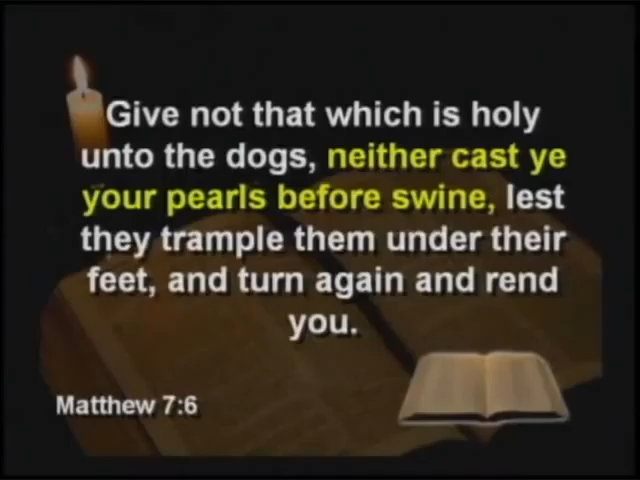 Give not that which is holy
unto the dogs, neither cast ye
your pearls before swine, lest
they trample them under their
feet, and turn again and rend
you.
Matthew 7:6